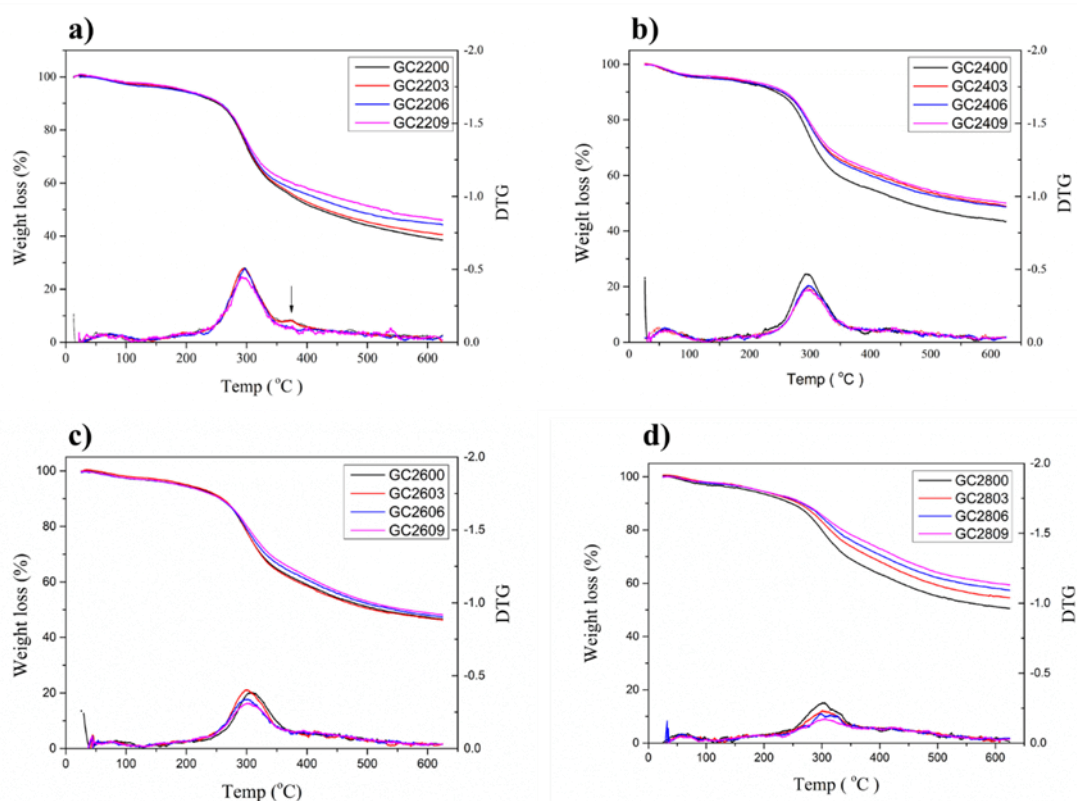 a)
GC2200
GC2203
GC2206
GC2209
Weight loss (%)
100
80
60
40
20
0
-2.0
-1.5
-1.0
-0.5
0.0
DTG
0 100 200 300 400 500 600
Temp ( °C )
b)
GC2400
GC2403
GC2406
GC2409
Weiglt loss (%)
100
80
60
40
20
0
-2.0
-1.5
-1.0
-0.5
0.0
DTG
0 100 200 300 400 500 600
Temp ( °C )
c)
GC2600
GC2603
GC2606
GC2609
Weight loss (%)
100
80
60
40
20
0
-2.0
-1.5
-1.0
-0.5
0.0
DTG
0 100 200 300 400 500 600
Temp ( °C )
d)
GC2800
GC2803
GC2806
GC2809
Weight loss (%)
100
80
60
40
20
0
-2.0
-1.5
-1.0
-0.5
0.0
DTG
0 100 200 300 400 500 600
Temp ( °C )